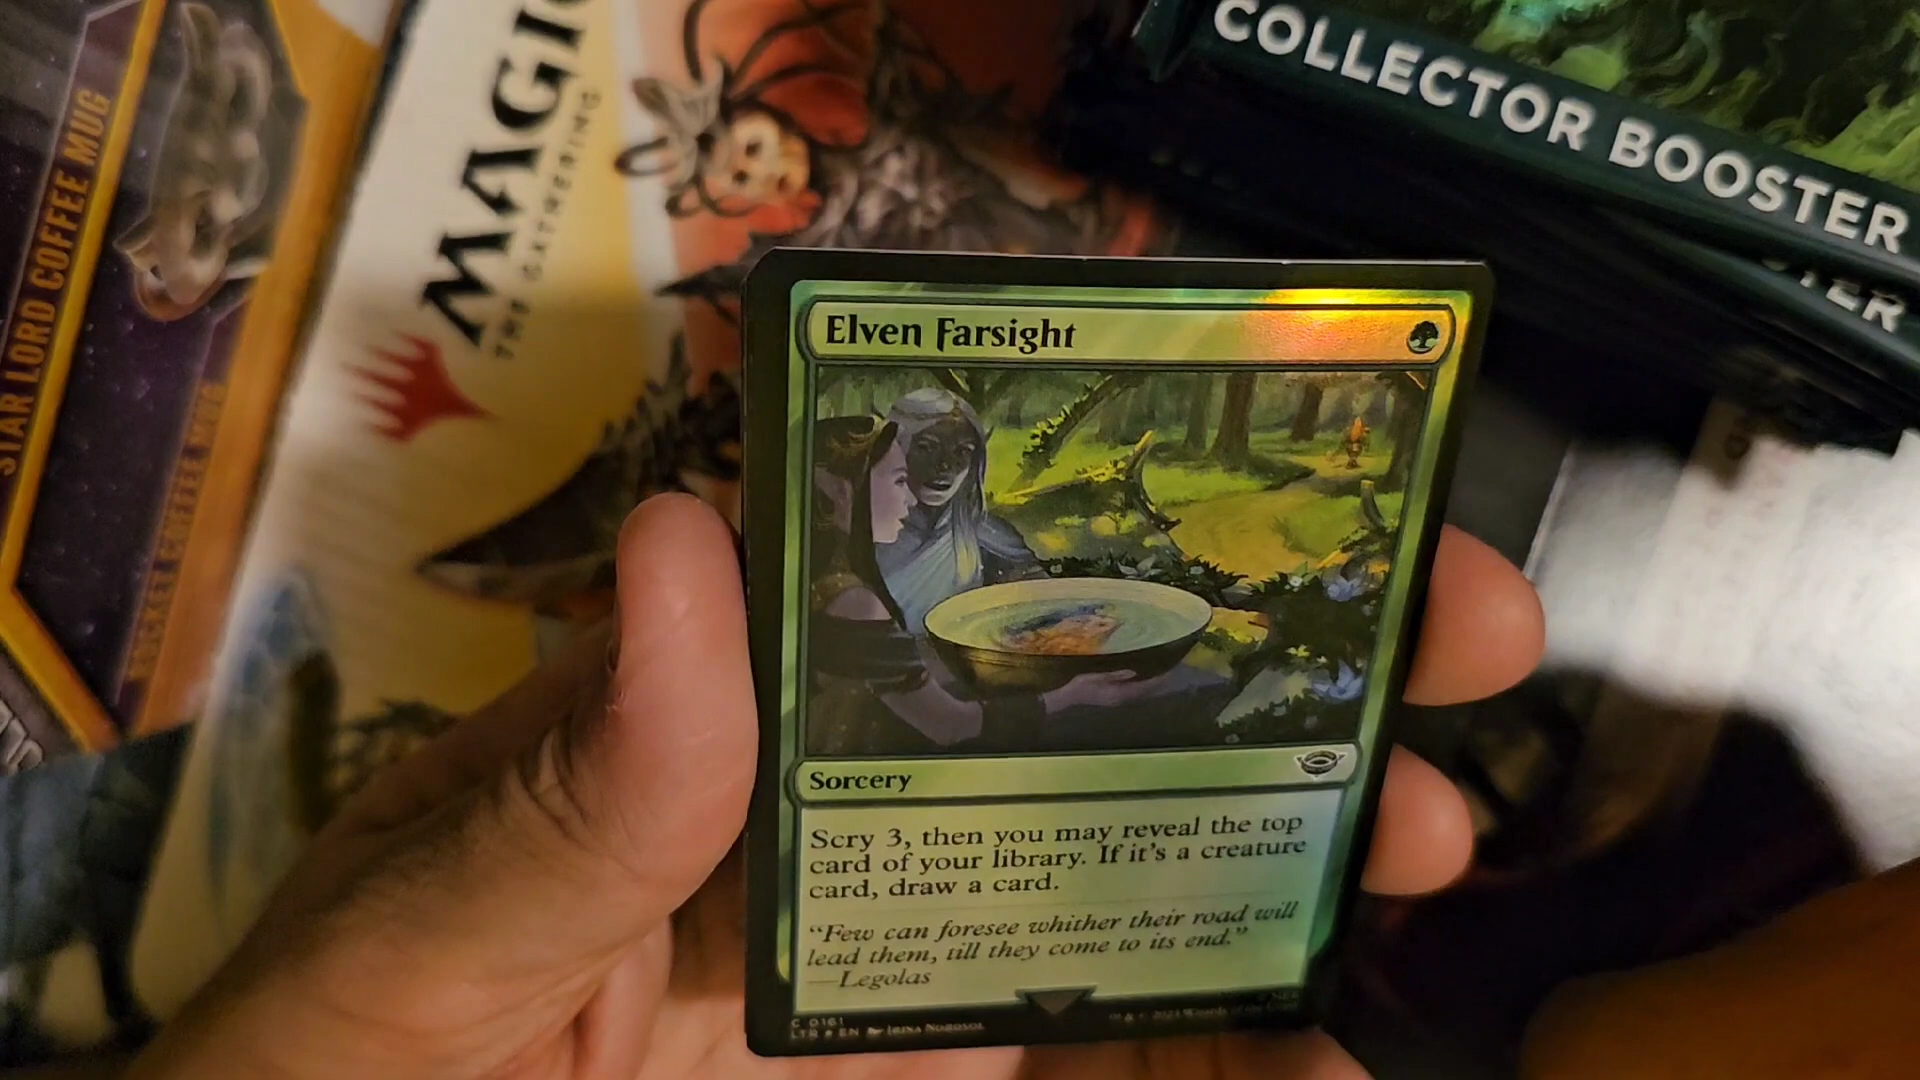 STAR LORD COFFEE MUG
MAGIC
THE GATHERING
COLLECTOR BOOSTER
Elven Farsight
Sorcery
Scry 3, then you may reveal the top
card of your library. If it's a creature
card, draw a card.
“Few can foresee whither their road will
lead them, till they come to its end.”
—Legolas
C 0161
LTR ★ EN IRINA NORDSOL